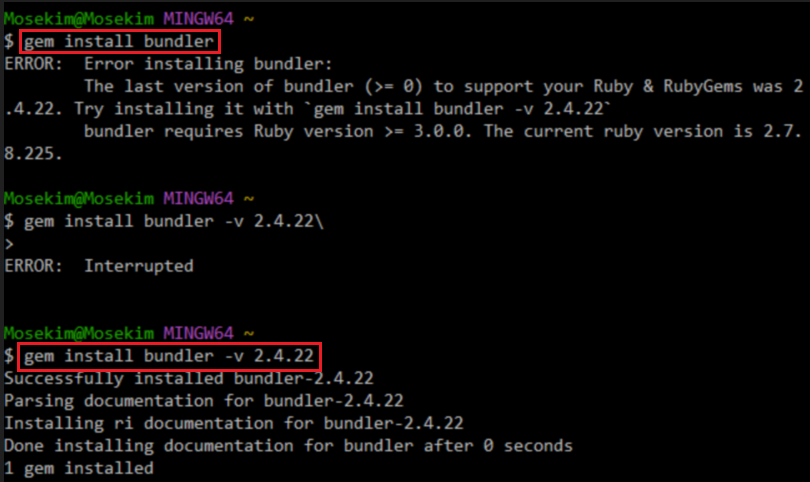 Mosekim@Mosekim MINGW64 ~
$ gem install bundler
ERROR:  Error installing bundler:
        The last version of bundler (>= 0) to support your Ruby & RubyGems was 2
.4.22. Try installing it with `gem install bundler -v 2.4.22`
        bundler requires Ruby version >= 3.0.0. The current ruby version is 2.7.
8.225.
Mosekim@Mosekim MINGW64 ~
$ gem install bundler -v 2.4.22\
>
ERROR:  Interrupted
Mosekim@Mosekim MINGW64 ~
$ gem install bundler -v 2.4.22
Successfully installed bundler-2.4.22
Parsing documentation for bundler-2.4.22
Installing ri documentation for bundler-2.4.22
Done installing documentation for bundler after 0 seconds
1 gem installed